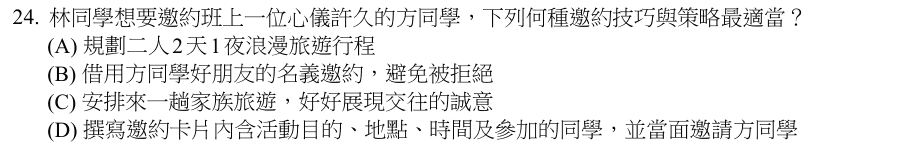 24. 林同學想要邀約班上一位心儀許久的方同學，下列何種邀約技巧與策略最適當？
(A) 規劃二人2天1夜浪漫旅遊行程
(B) 借用方同學好朋友的名義邀約，避免被拒絕
(C) 安排來一趟家族旅遊，好好展現交往的誠意
(D) 撰寫邀約卡片內含活動目的、地點、時間及參加的同學，並當面邀請方同學